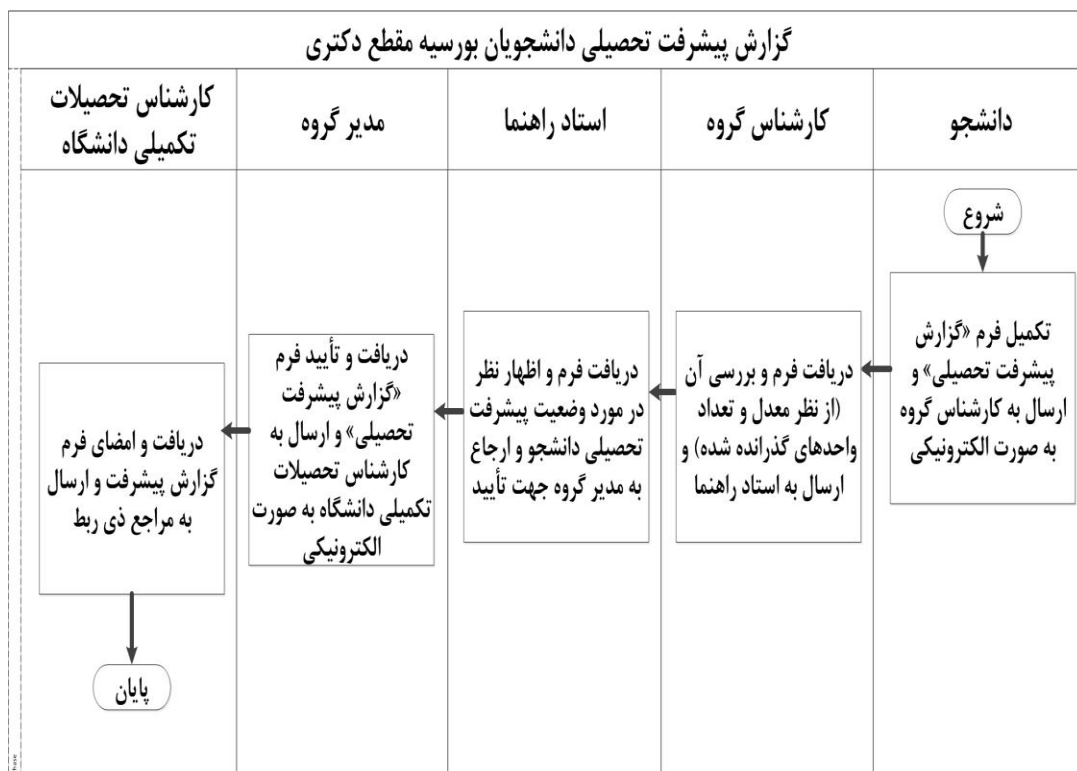 گزارش پیشرفت تحصیلی دانشجویان بورسیه مقطع دکتری
دانشجو
کارشناس گروه
استاد راهنما
مدیر گروه
کارشناس تحصیلات
تکمیلی دانشگاه
شروع
تکمیل فرم «گزارش
پیشرفت تحصیلی» و
ارسال به کارشناس گروه
به صورت الکترونیکی
دریافت فرم و بررسی آن
(از نظر معدل و تعداد
واحدهای گذرانده شده) و
ارسال به استاد راهنما
دریافت فرم و اظهار نظر
در مورد وضعیت پیشرفت
تحصیلی دانشجو و ارجاع
به مدیر گروه جهت تأیید
دریافت و تأیید فرم
«گزارش پیشرفت
تحصیلی» و ارسال به
کارشناس تحصیلات
تکمیلی دانشگاه به صورت
الکترونیکی
دریافت و امضای فرم
گزارش پیشرفت و ارسال
به مراجع ذی ربط
پایان